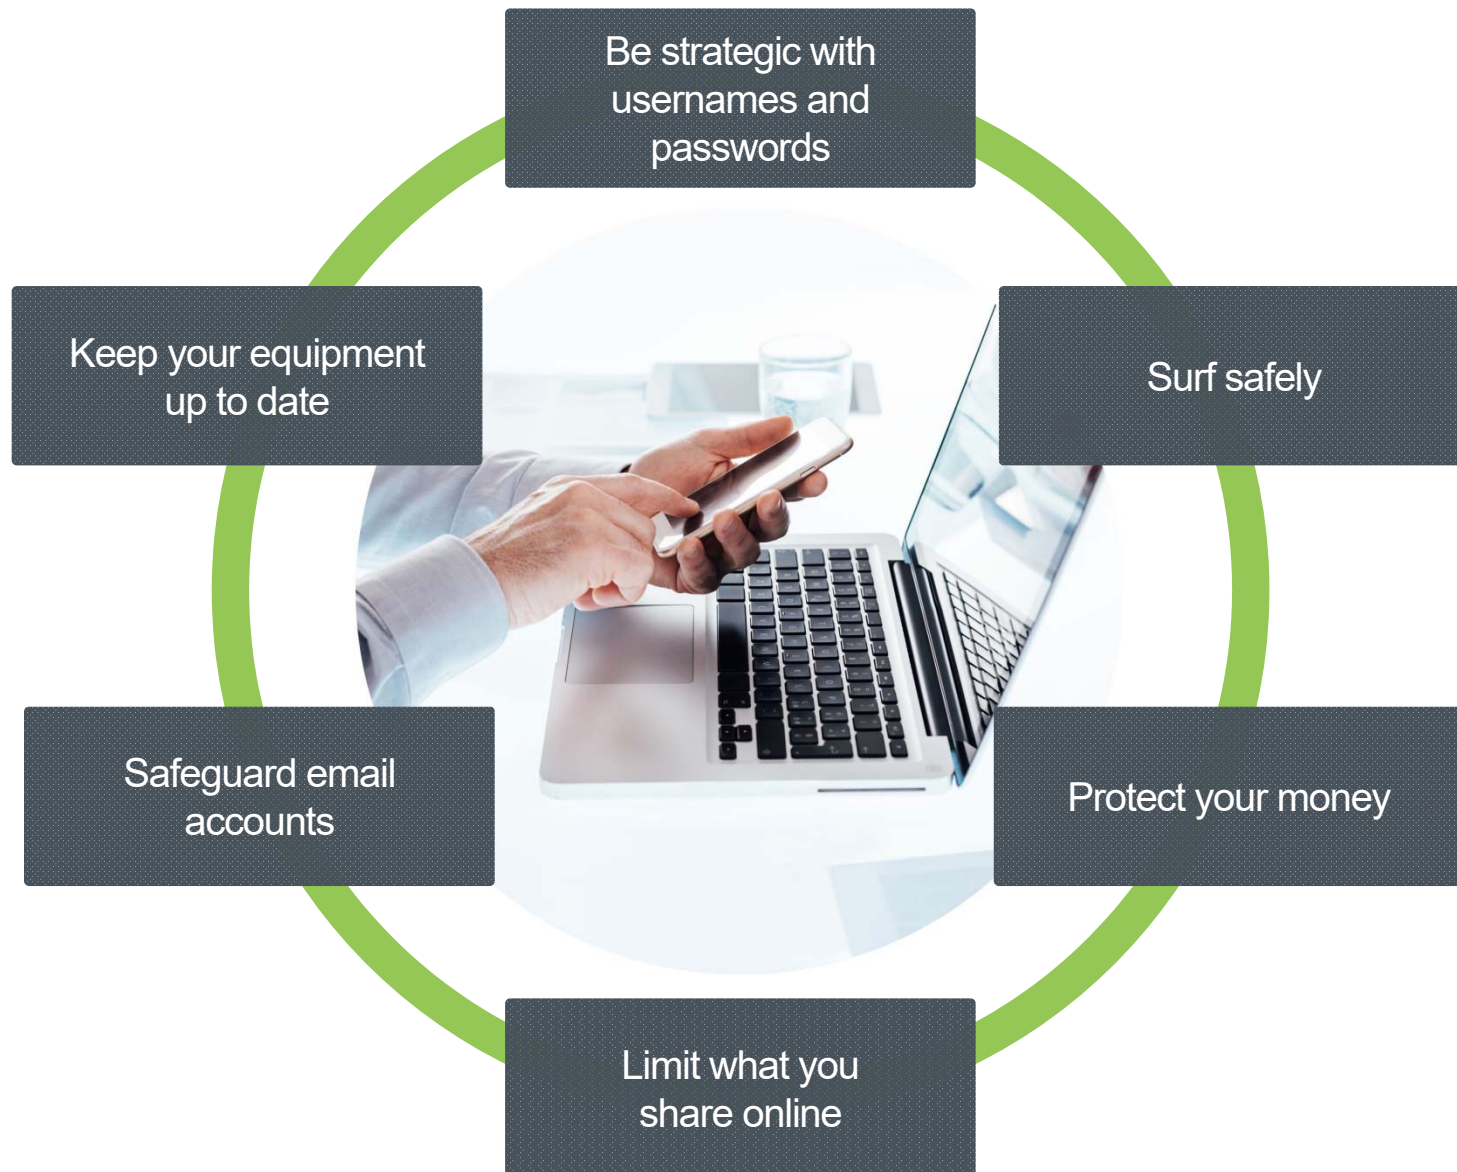 Be strategic with
usernames and
passwords
Keep your equipment
up to date
Surf safely
Safeguard email
accounts
Protect your money
Limit what you
share online